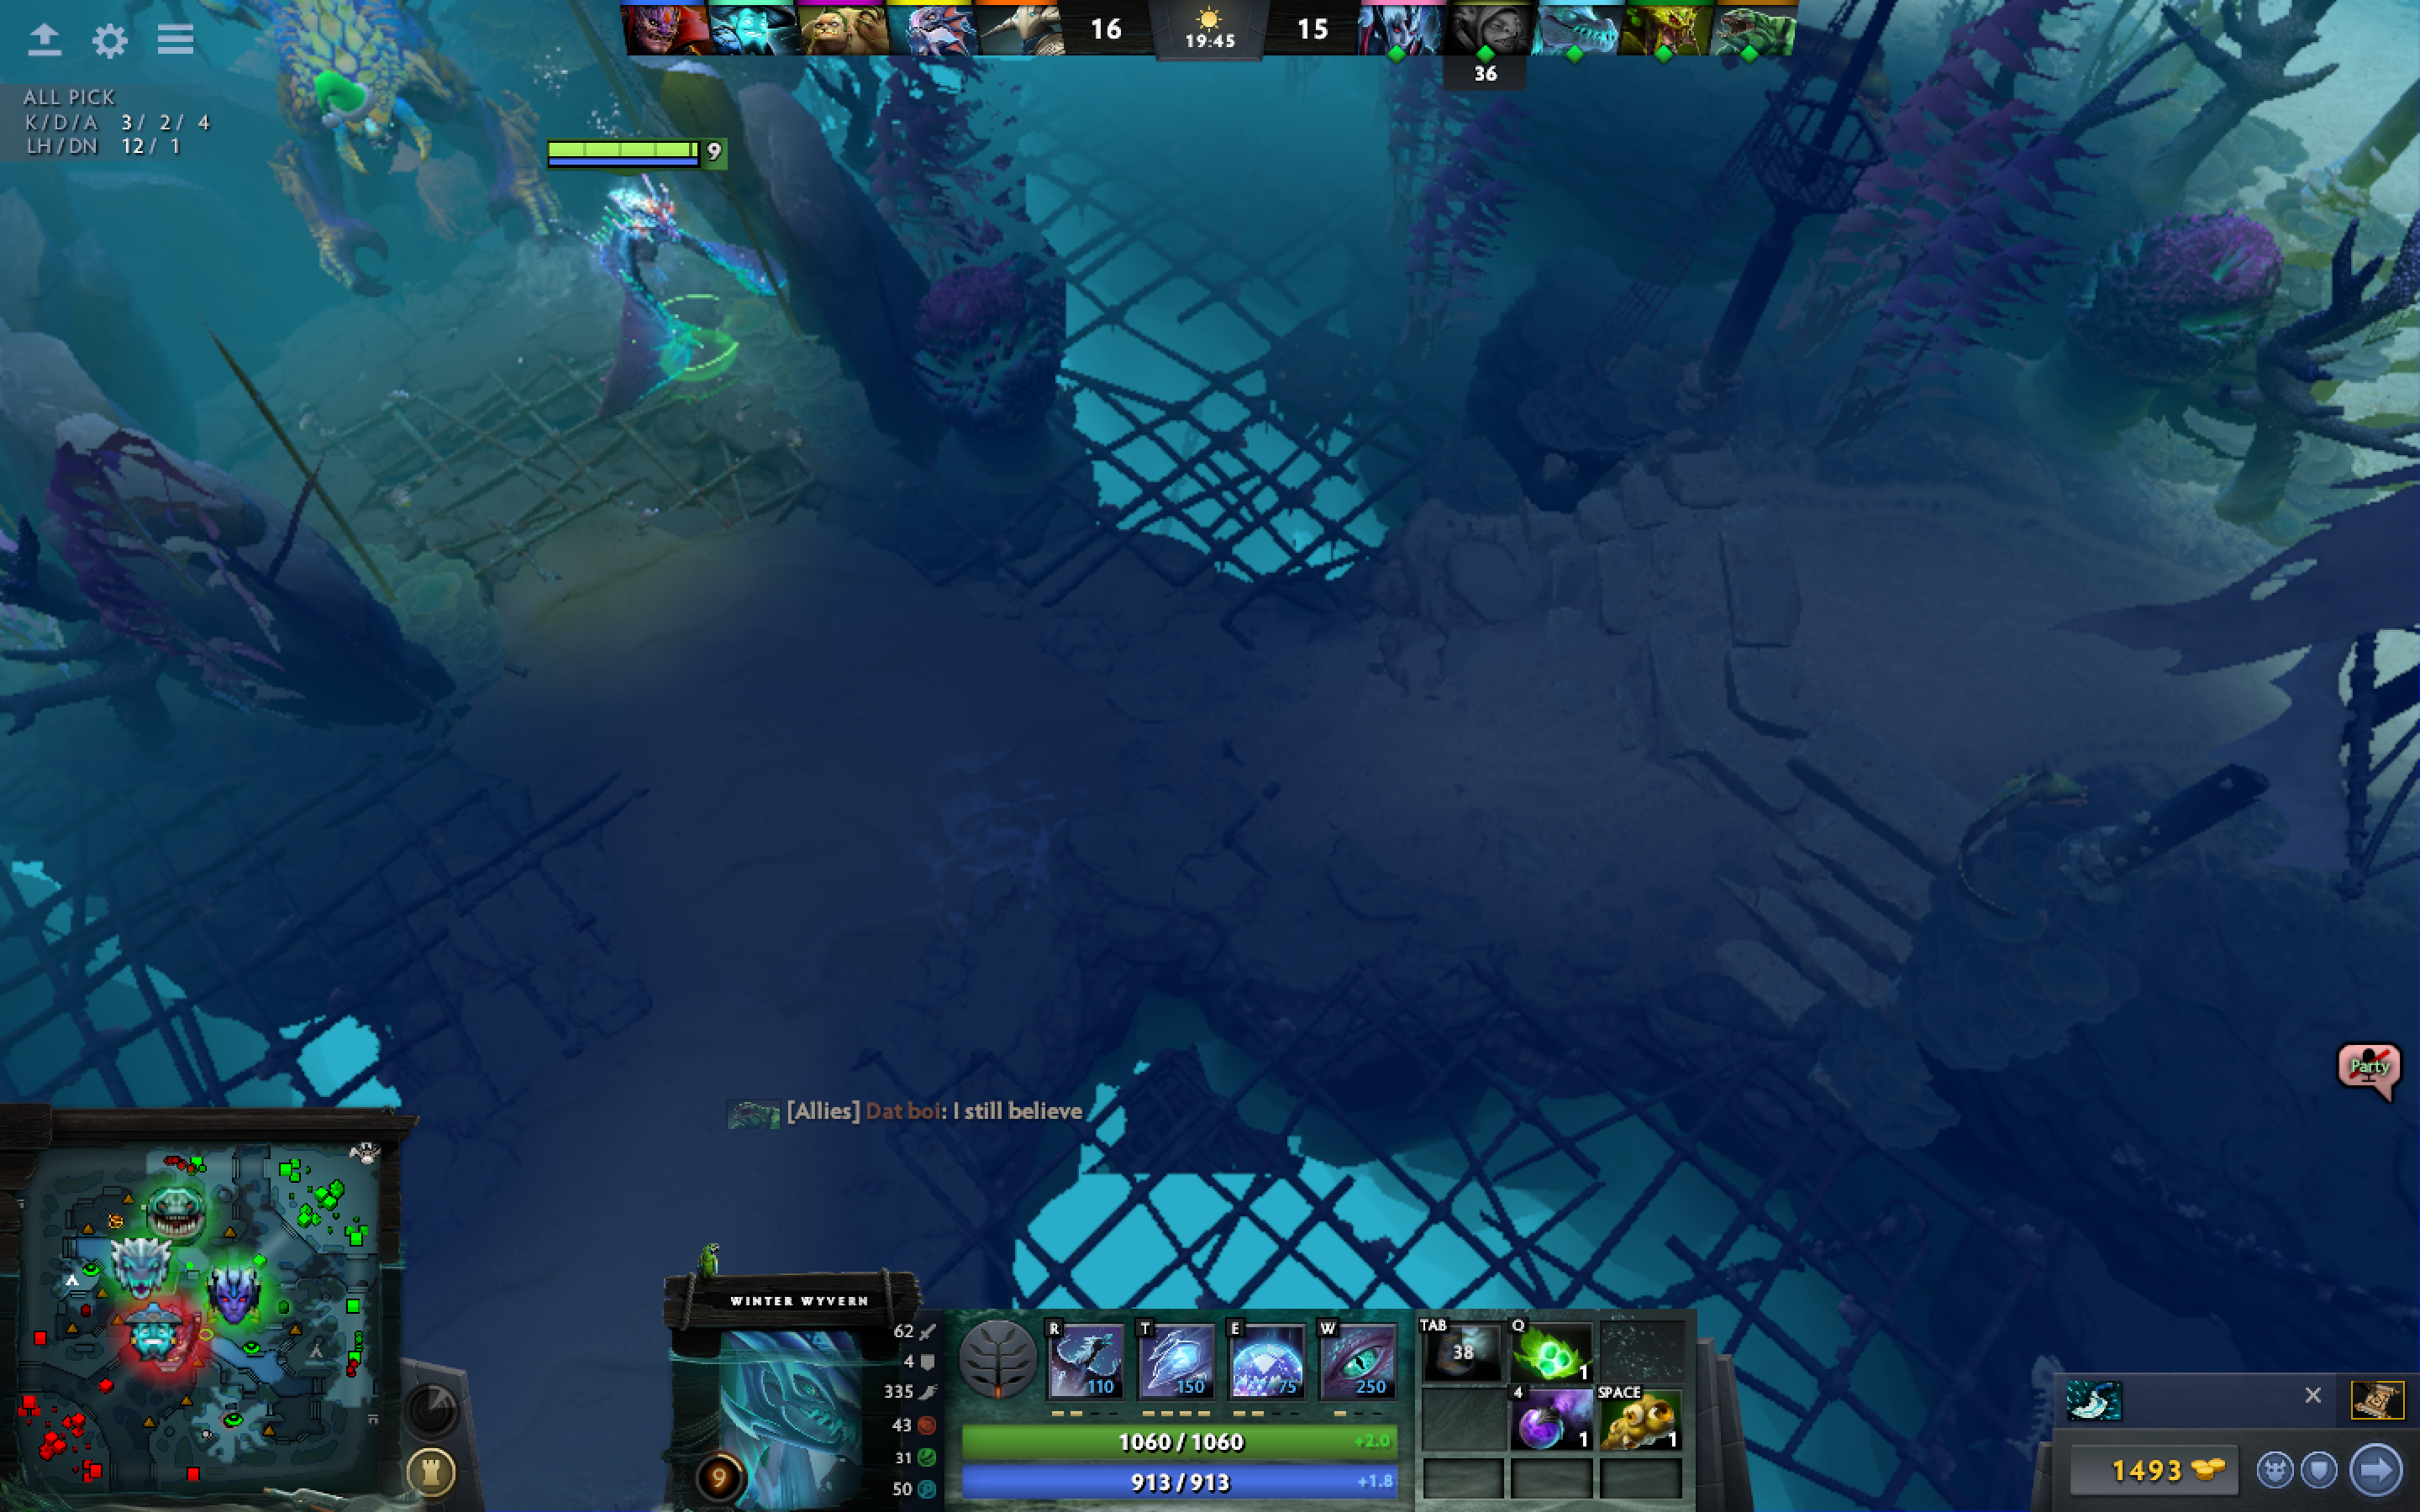 16
19:45
15
36
ALL PICK
K/D/A 3/ 2/ 4
LH/DN 12/ 1
9
Party
[Allies] Dat boi: I still believe
WINTER WYVERN
62
4
335
43
31
50
9
R
110
T
150
E
75
W
250
1060 / 1060
+2.0
913 / 913
+1.8
TAB
38
Q
1
4
1
SPACE
1
1493